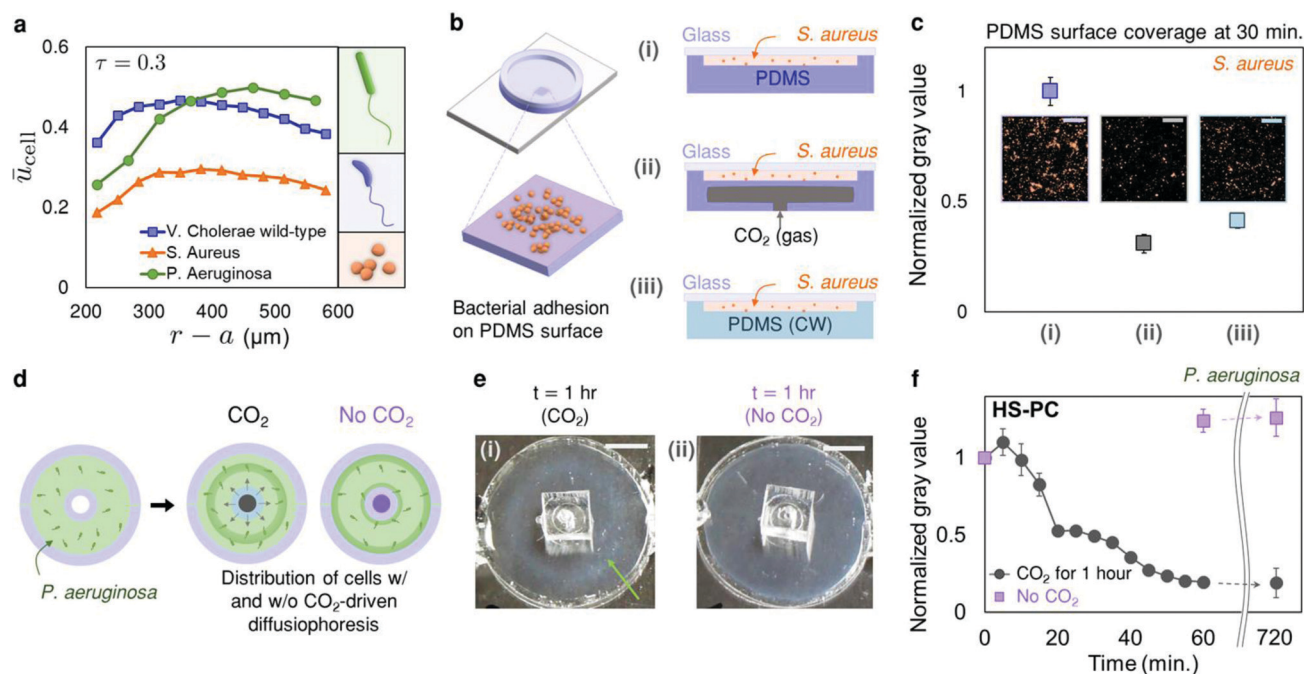 a
0.6
0.4
0.2
0
τ = 0.3
ūcell
V. Cholerae wild-type
S. Aureus
P. Aeruginosa
200 300 400 500 600
r − a (μm)
b
Bacterial adhesion
on PDMS surface
(i)
Glass
S. aureus
PDMS
(ii)
Glass
S. aureus
CO₂ (gas)
(iii)
Glass
S. aureus
PDMS (CW)
c
PDMS surface coverage at 30 min.
S. aureus
Normalized gray value
1
0.5
0
(i) (ii) (iii)
d
CO₂
No CO₂
P. aeruginosa
Distribution of cells w/
and w/o CO₂-driven
diffusiophoresis
e
t = 1 hr
(CO₂)
(i)
t = 1 hr
(No CO₂)
(ii)
f
P. aeruginosa
HS-PC
Normalized gray value
1
0.5
0
CO₂ for 1 hour
No CO₂
0 20 40 60 720
Time (min.)